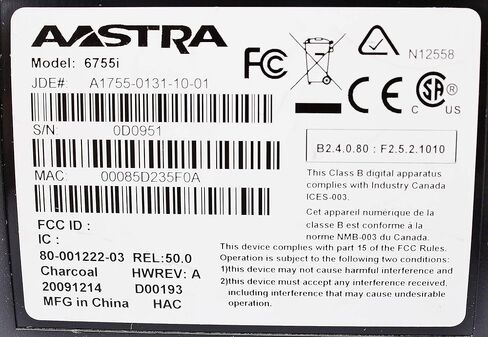 AASTRA
Model: 6755i
JDE#: A1755-0131-10-01
S/N: 0D0951
MAC: 00085D235F0A
FCC ID :
IC :
80-001222-03 REL:50.0
Charcoal HWREV: A
20091214 D00193
MFG in China HAC
FC
N12558
CE
SA
C US
B2.4.0.80 : F2.5.2.1010
This Class B digital apparatus
complies with Industry Canada
ICES-003.
Cet appareil numérique de la
classe B est conforme à la
norme NMB-003 du Canada.
This device complies with part 15 of the FCC Rules.
Operation is subject to the following two conditions:
1)this device may not cause harmful interference and
2)this device must accept any interference received,
including interference that may cause undesirable
operation.